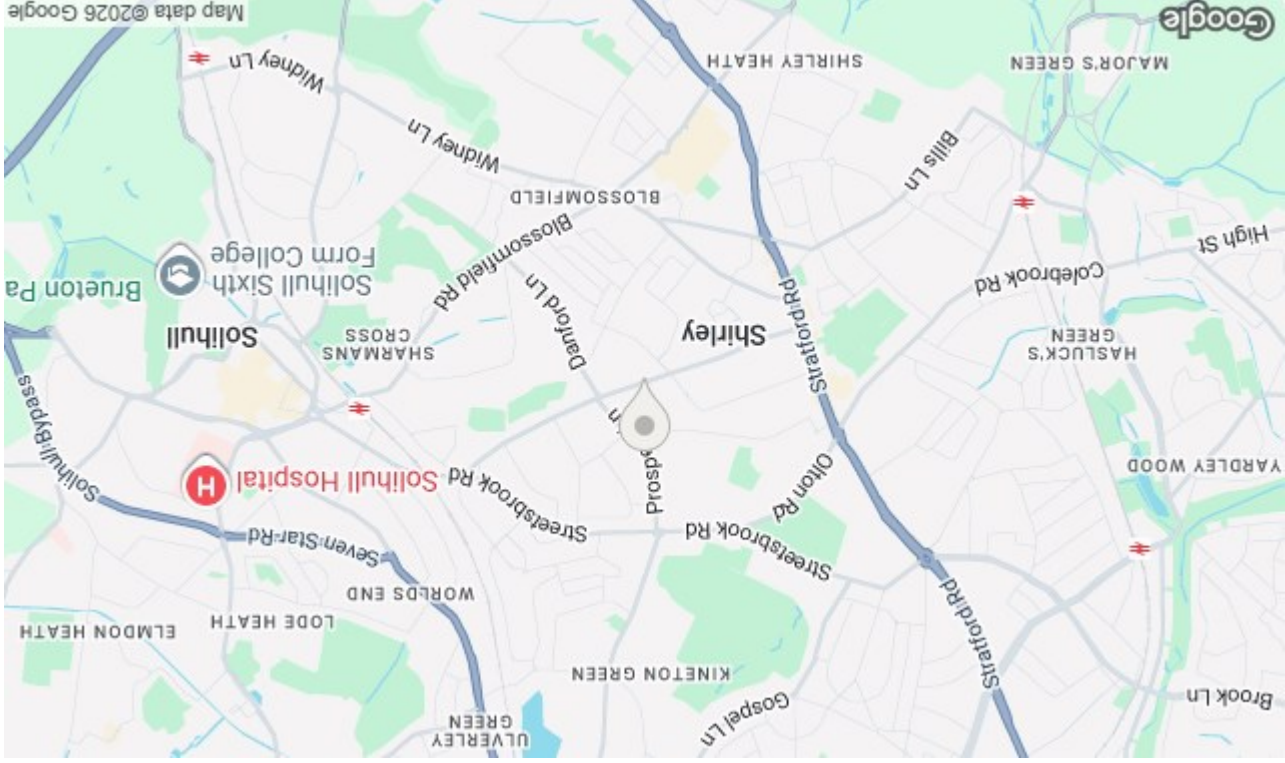 Brook Ln
Gospel Ln
ULVERLEY
GREEN
KINETON GREEN
Stratford Rd
LODE HEATH
ELMDON HEATH
WORLDS END
Streetsbrook Rd
Seven Star Rd
Streetsbrook Rd
YARDLEY WOOD
Olton Rd
Prospe
Solihull Hospital
Solihull Bypass
HASLUCK'S
GREEN
Stratford Rd
Shirley
Danford Ln
SHARMANS
CROSS
Solihull
Colebrook Rd
Blossomfield Rd
Solihull Sixth
Form College
Brueton Pa
High St
BLOSSOMFIELD
Bills Ln
Widney Ln
MAJOR'S GREEN
SHIRLEY HEATH
Widney Ln
Google
Map data ©2026 Google